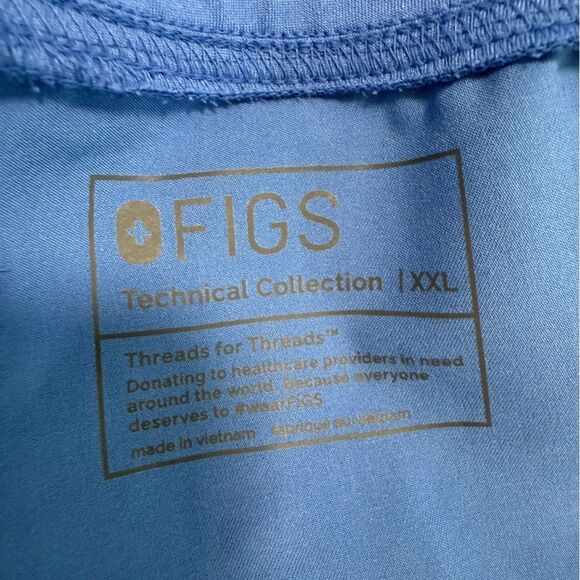 FIGS
Technical Collection | XXL
Threads for Threads™
Donating to healthcare providers in need
around the world. Because everyone
deserves to #wearFIGS
made in vietnam fabriqué au vietnam